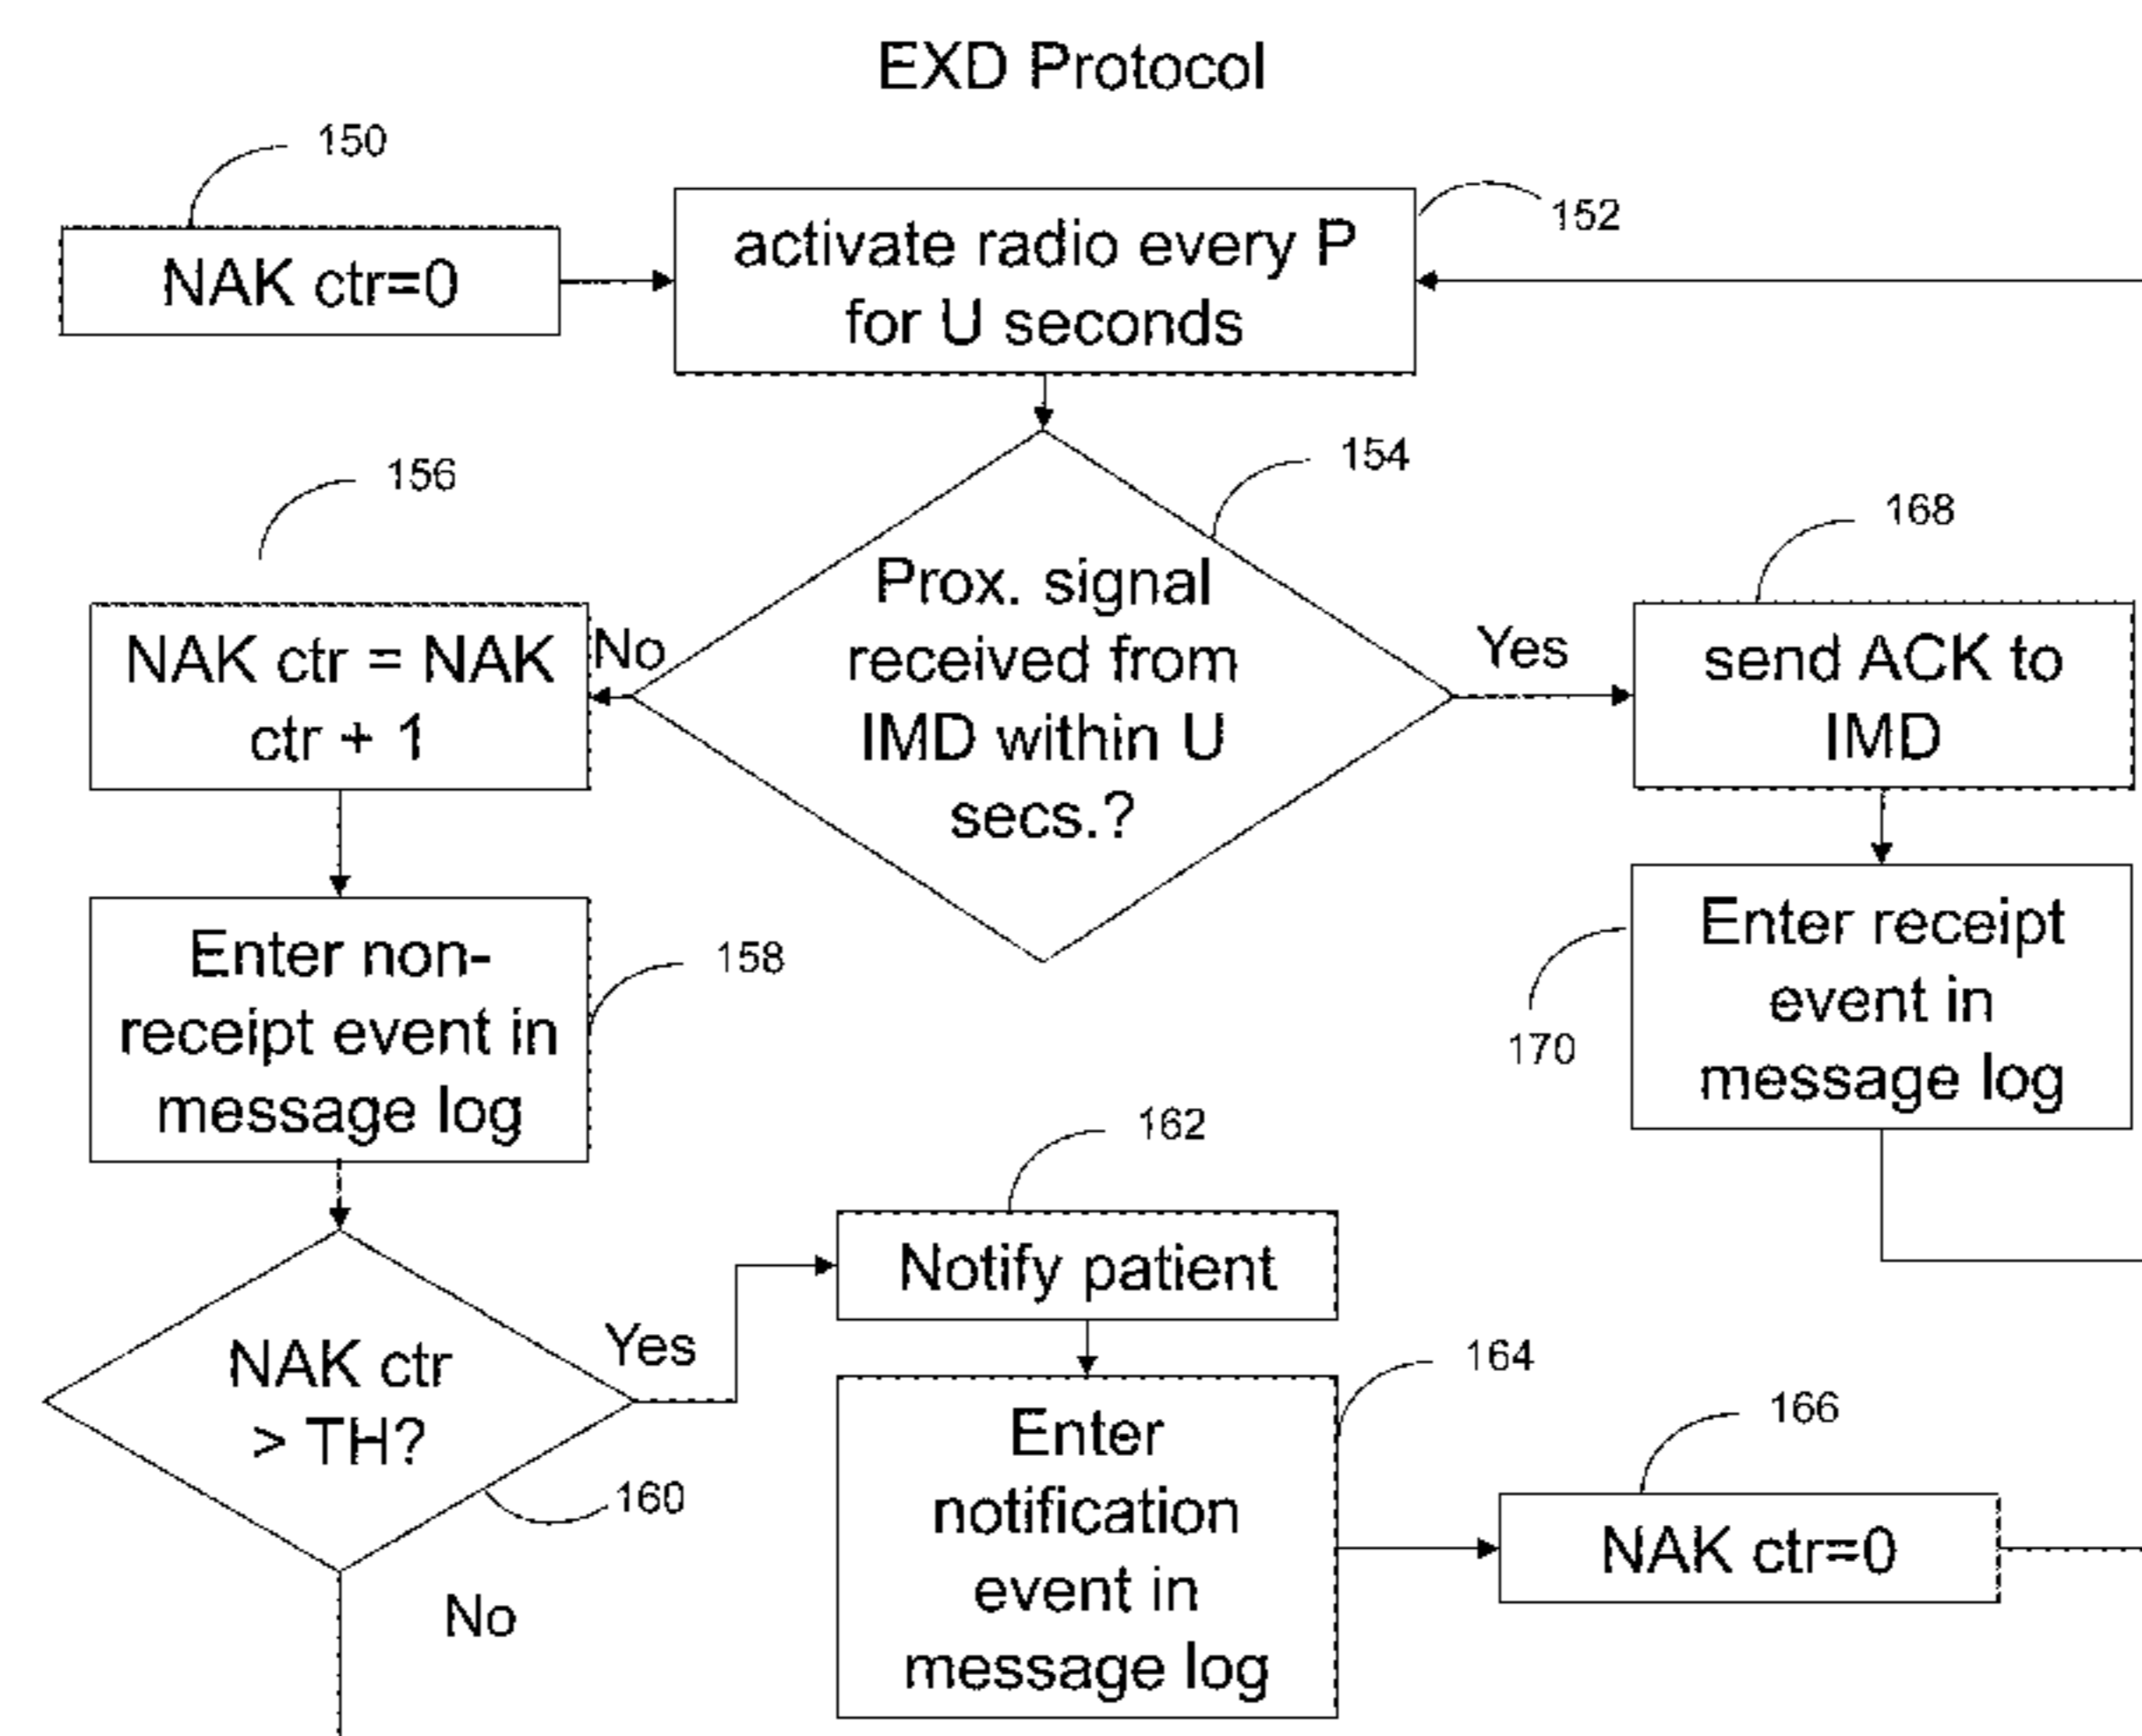 EXD Protocol
150
NAK ctr=0
activate radio every P
for U seconds
152
154
Prox. signal
received from
IMD within U
secs.?
156
No
NAK ctr = NAK
ctr + 1
Yes
168
send ACK to
IMD
Enter non-
receipt event in
message log
158
170
Enter receipt
event in
message log
NAK ctr
> TH?
160
Yes
No
162
Notify patient
164
Enter
notification
event in
message log
166
NAK ctr=0